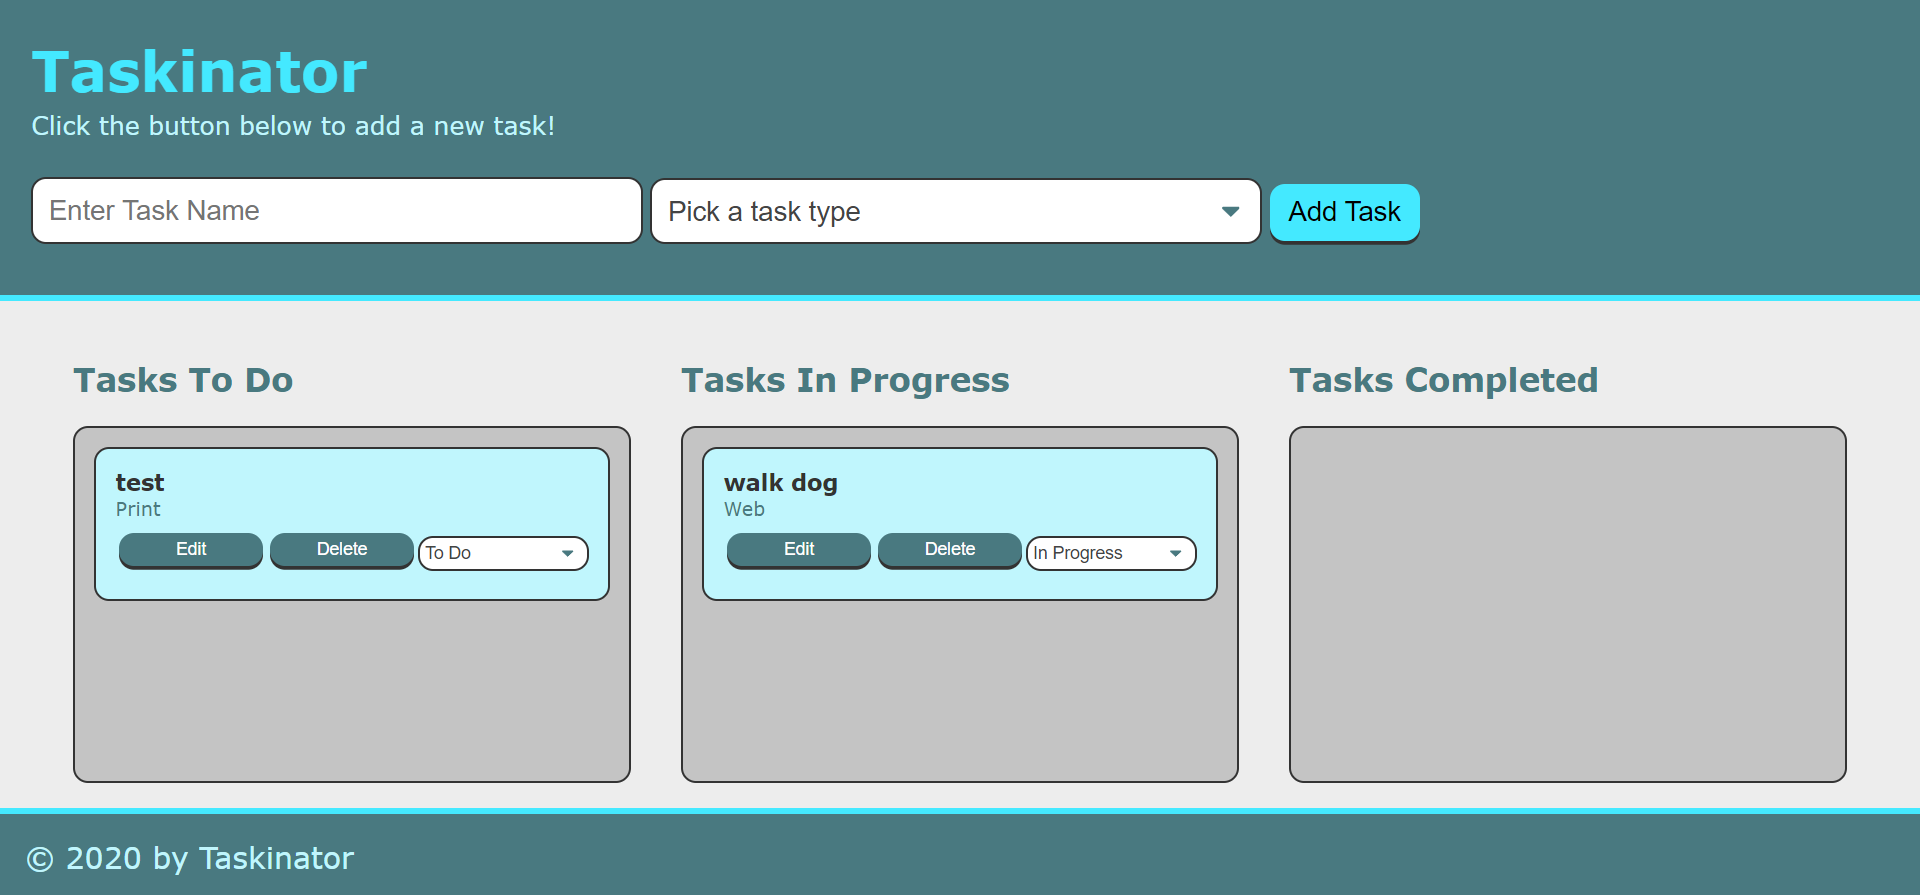 Taskinator
Click the button below to add a new task!
Enter Task Name
Pick a task type
Add Task
Tasks To Do
test
Print
Edit
Delete
To Do
Tasks In Progress
walk dog
Web
Edit
Delete
In Progress
Tasks Completed
© 2020 by Taskinator